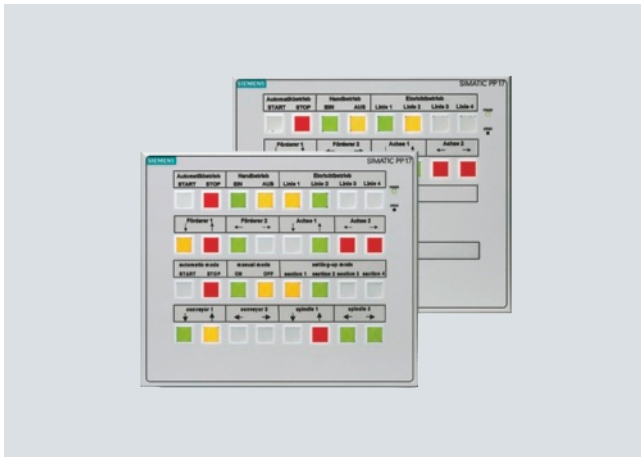 SIEMENS SIMATIC PP17
Automatikbetrieb Handbetrieb Einrichtbetrieb
START STOP EIN AUS Linie 1 Linie 2 Linie 3 Linie 4
Förderer 1 Förderer 2 Achse 1 Achse 2
SIEMENS SIMATIC PP17
Automatikbetrieb Handbetrieb Einrichtbetrieb
START STOP EIN AUS Linie 1 Linie 2 Linie 3 Linie 4
Förderer 1 Förderer 2 Achse 1 Achse 2
automatic mode manual mode setting-up mode
START STOP ON OFF section 1 section 2 section 3 section 4
conveyor 1 conveyor 2 spindle 1 spindle 2